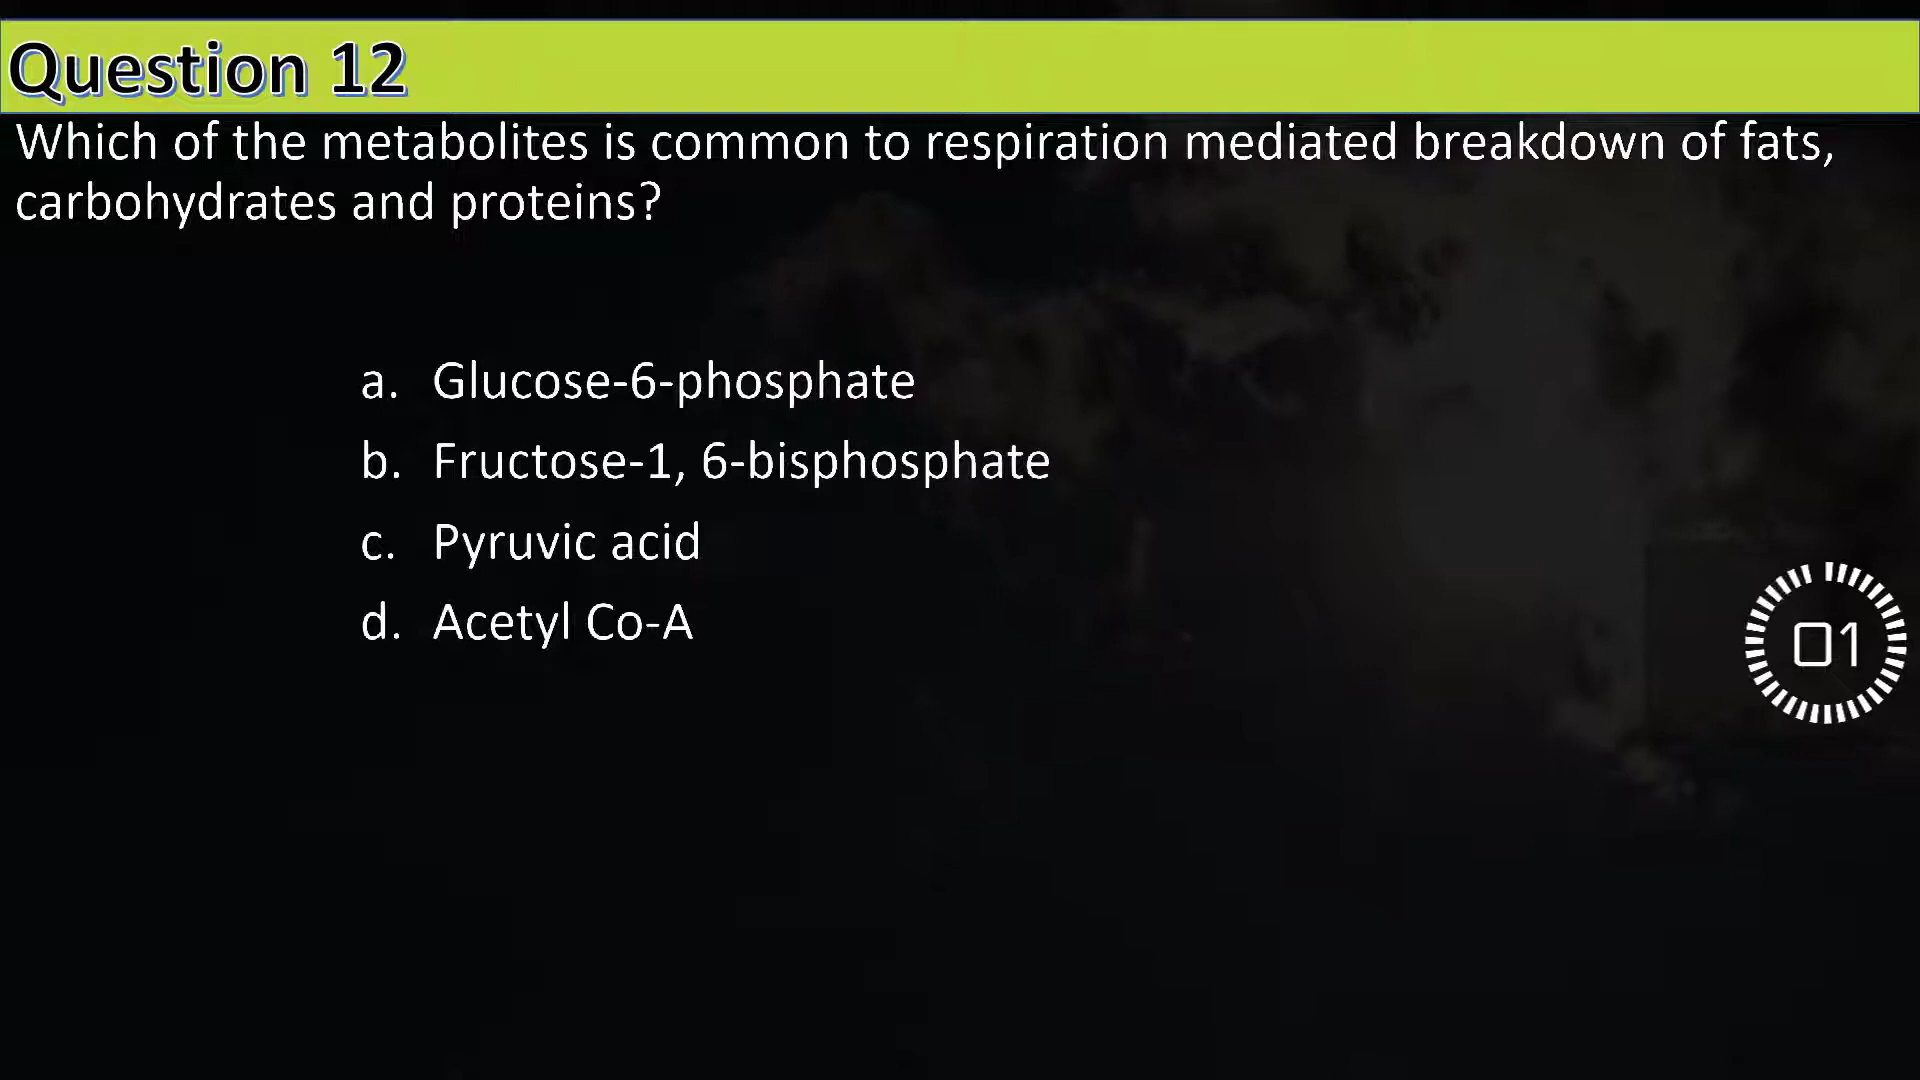 Question 12
Which of the metabolites is common to respiration mediated breakdown of fats,
carbohydrates and proteins?
a. Glucose-6-phosphate
b. Fructose-1, 6-bisphosphate
c. Pyruvic acid
d. Acetyl Co-A
01